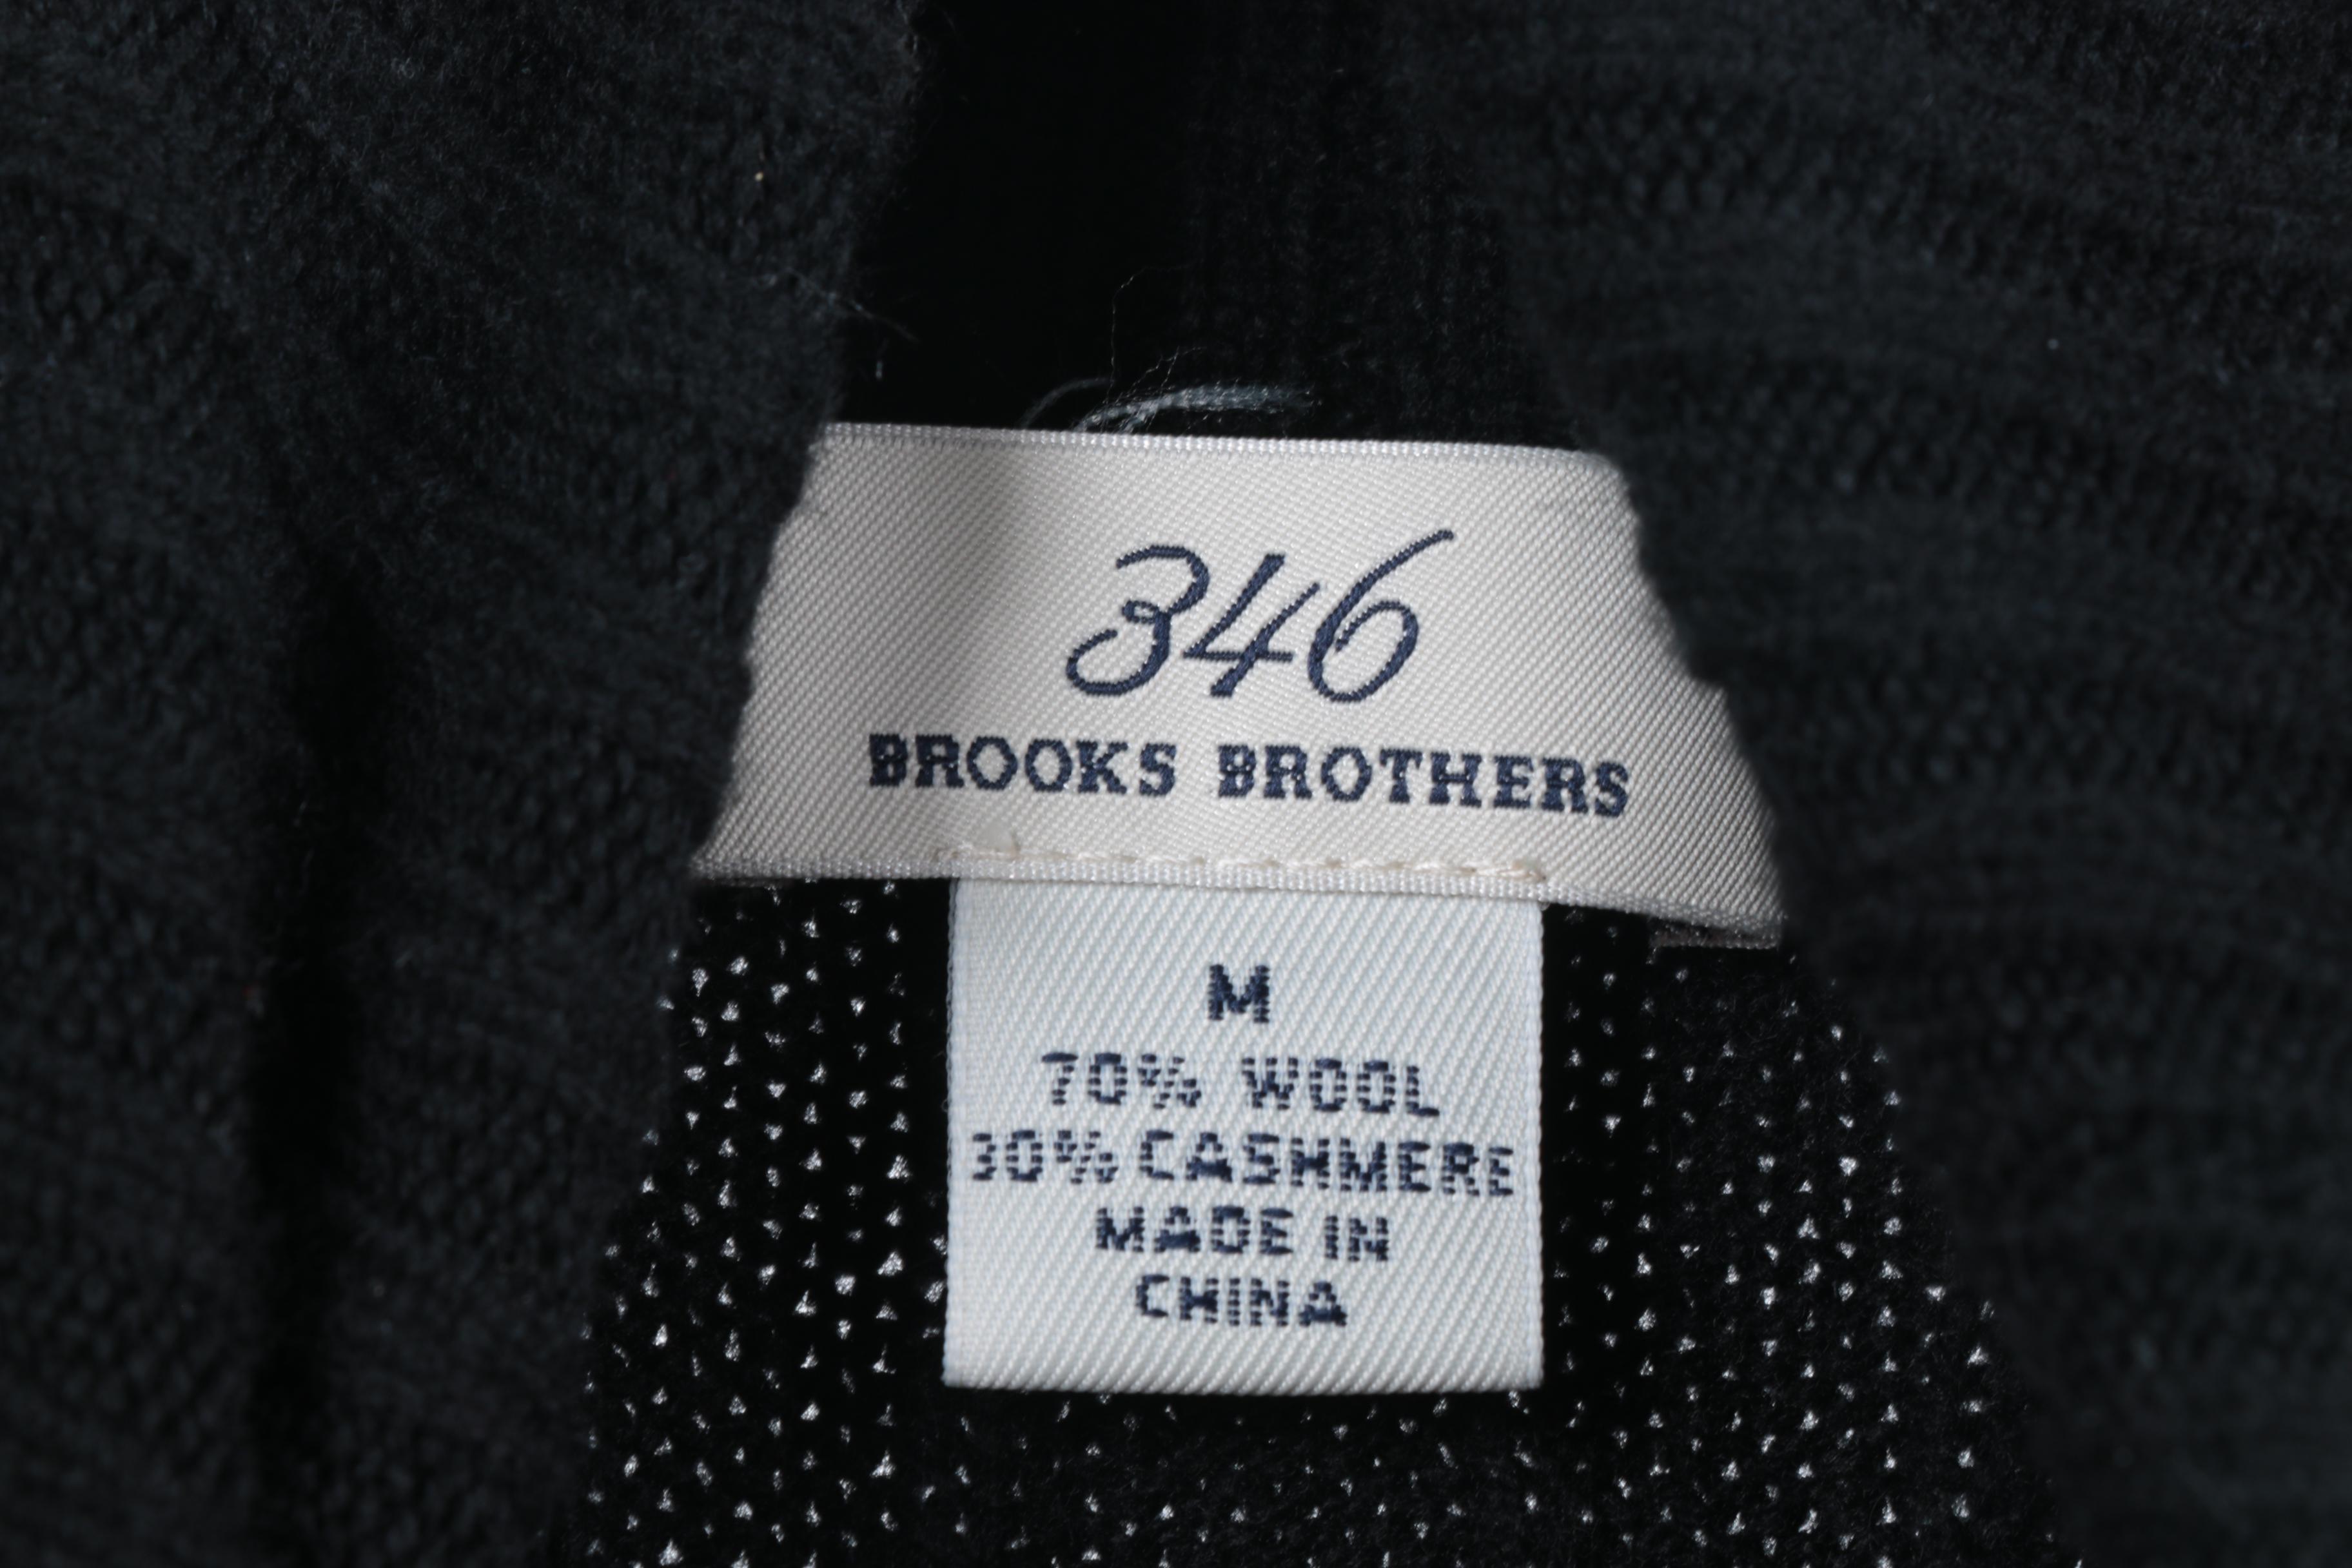 346
BROOKS BROTHERS
M
70% WOOL
30% CASHMERE
MADE IN
CHINA